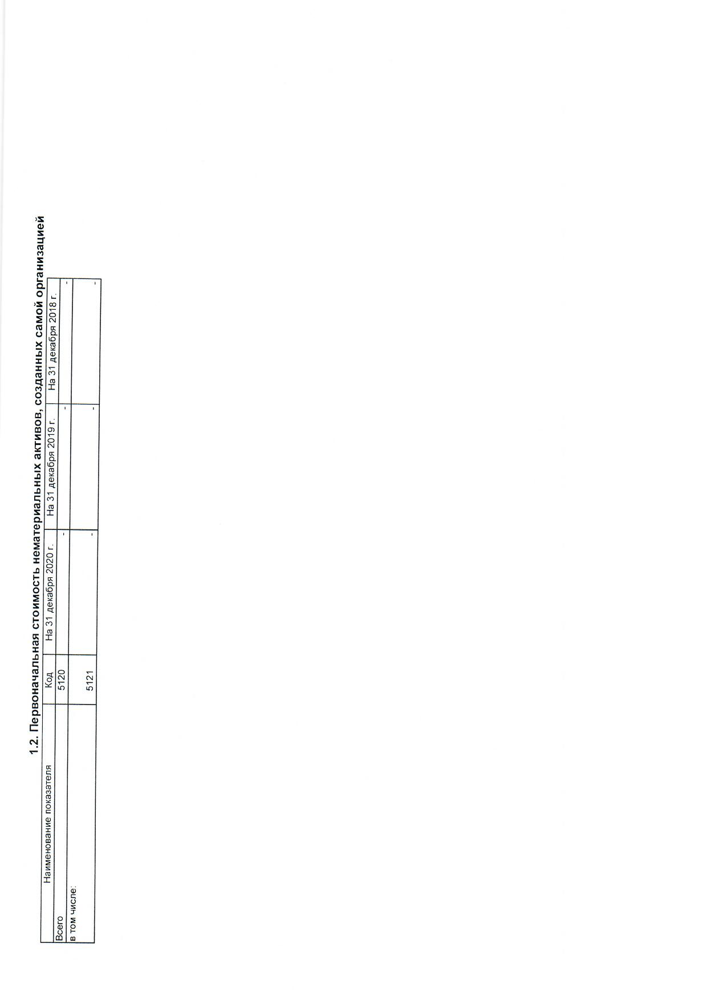 1.2. Первоначальная стоимость нематериальных активов, созданных самой организацией
Наименование показателя Код На 31 декабря 2020 г. На 31 декабря 2019 г. На 31 декабря 2018 г.
Всего 5120 - - -
в том числе:
5121 - - -